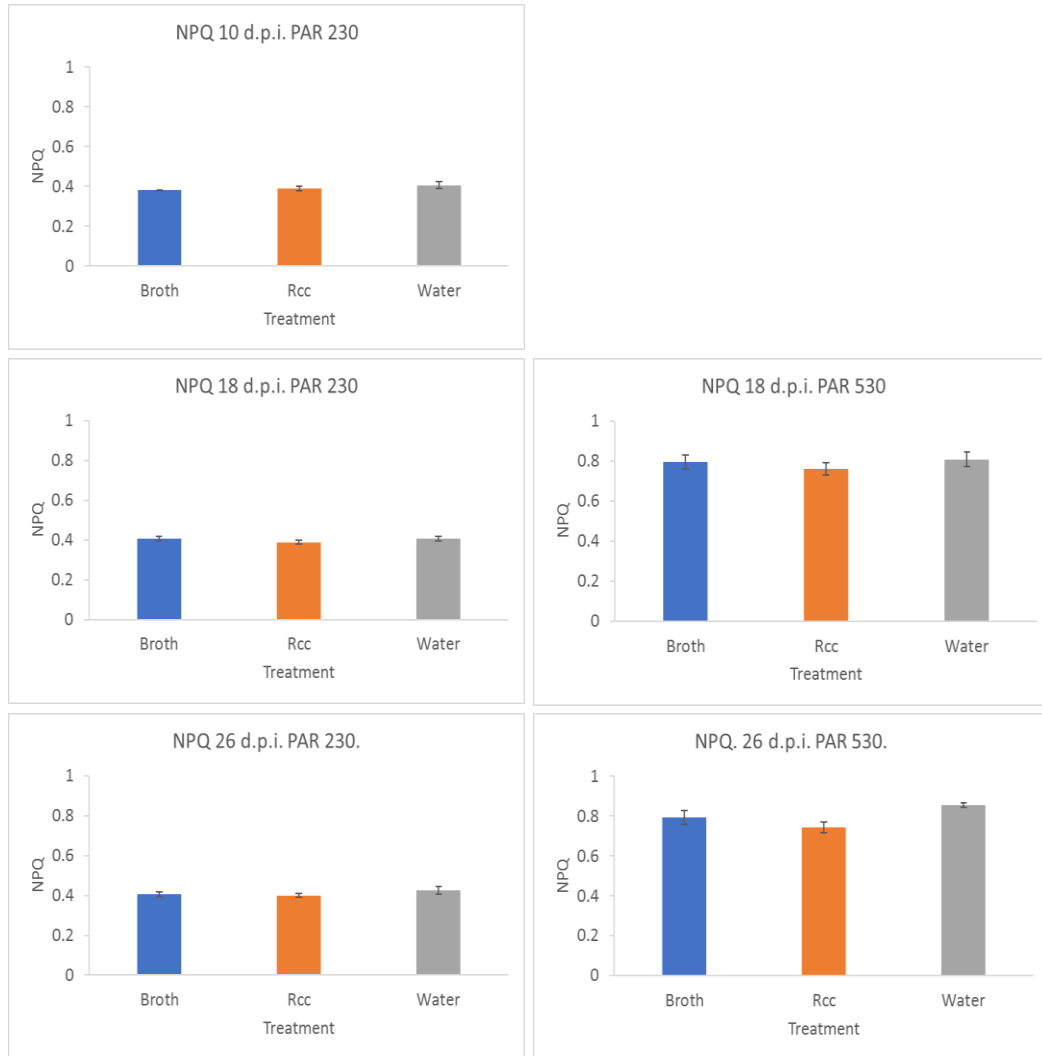 NPQ 10 d.p.i. PAR 230
1
0.8
0.6
0.4
0.2
0
NPQ
Broth Rcc Water
Treatment
NPQ 18 d.p.i. PAR 230
1
0.8
0.6
0.4
0.2
0
NPQ
Broth Rcc Water
Treatment
NPQ 18 d.p.i. PAR 530
1
0.8
0.6
0.4
0.2
0
NPQ
Broth Rcc Water
Treatment
NPQ 26 d.p.i. PAR 230.
1
0.8
0.6
0.4
0.2
0
NPQ
Broth Rcc Water
Treatment
NPQ. 26 d.p.i. PAR 530.
1
0.8
0.6
0.4
0.2
0
NPQ
Broth Rcc Water
Treatment